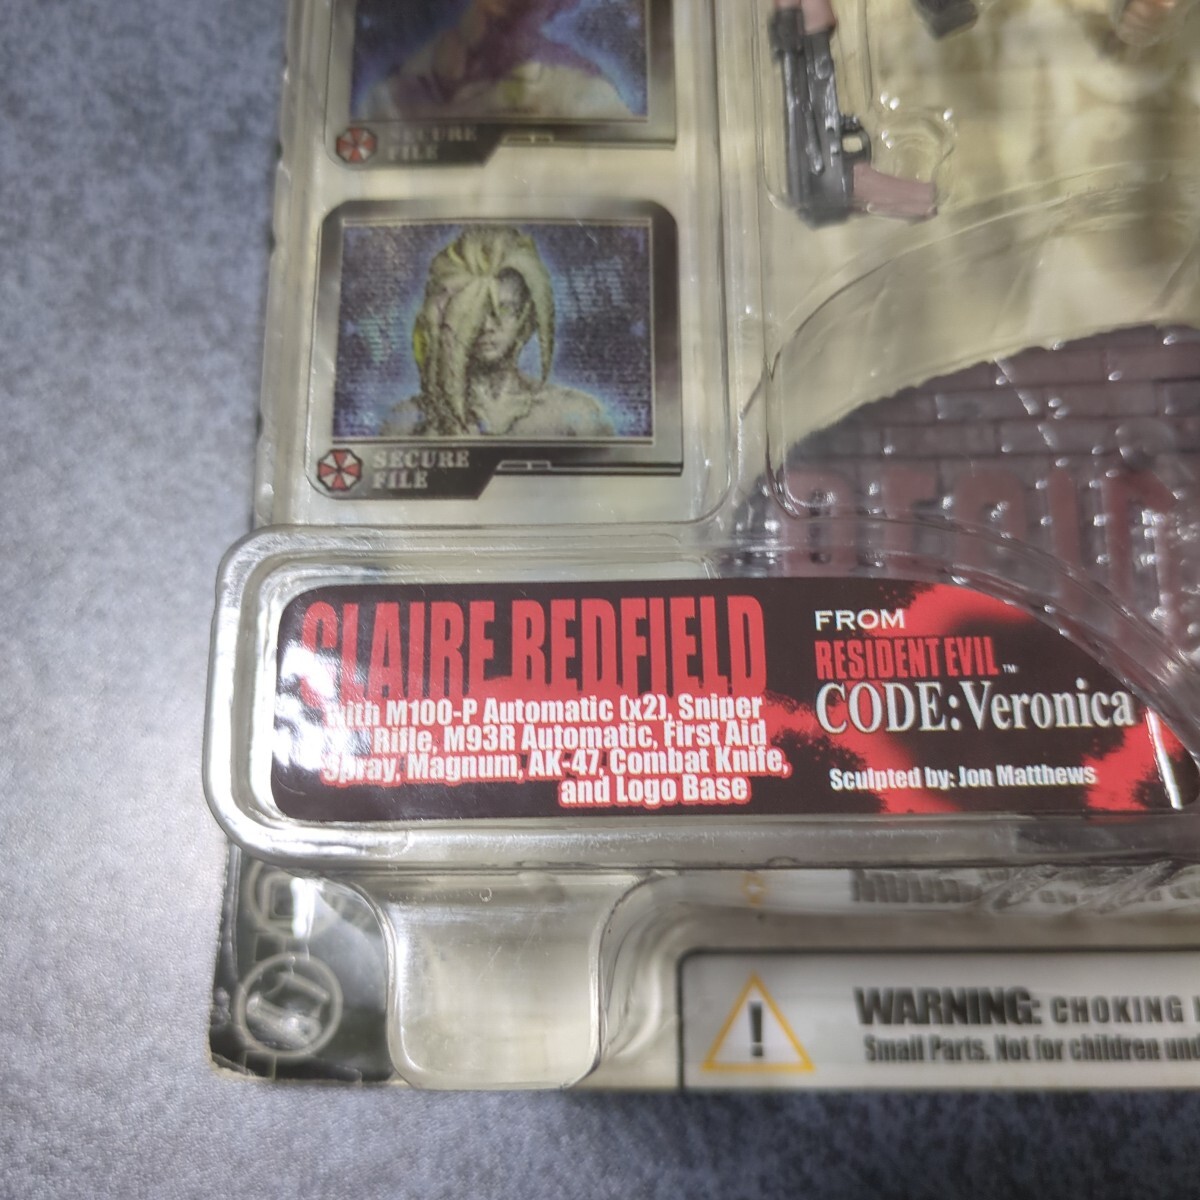 SECURE
FILE
SECURE
FILE
CLAIRE REDFIELD
with M100-P Automatic (x2), Sniper
Rifle, M93R Automatic, First Aid
Spray, Magnum, AK-47, Combat Knife,
and Logo Base
FROM
RESIDENT EVIL™
CODE:Veronica
Sculpted by: Jon Matthews
WARNING: CHOKING
Small Parts. Not for children